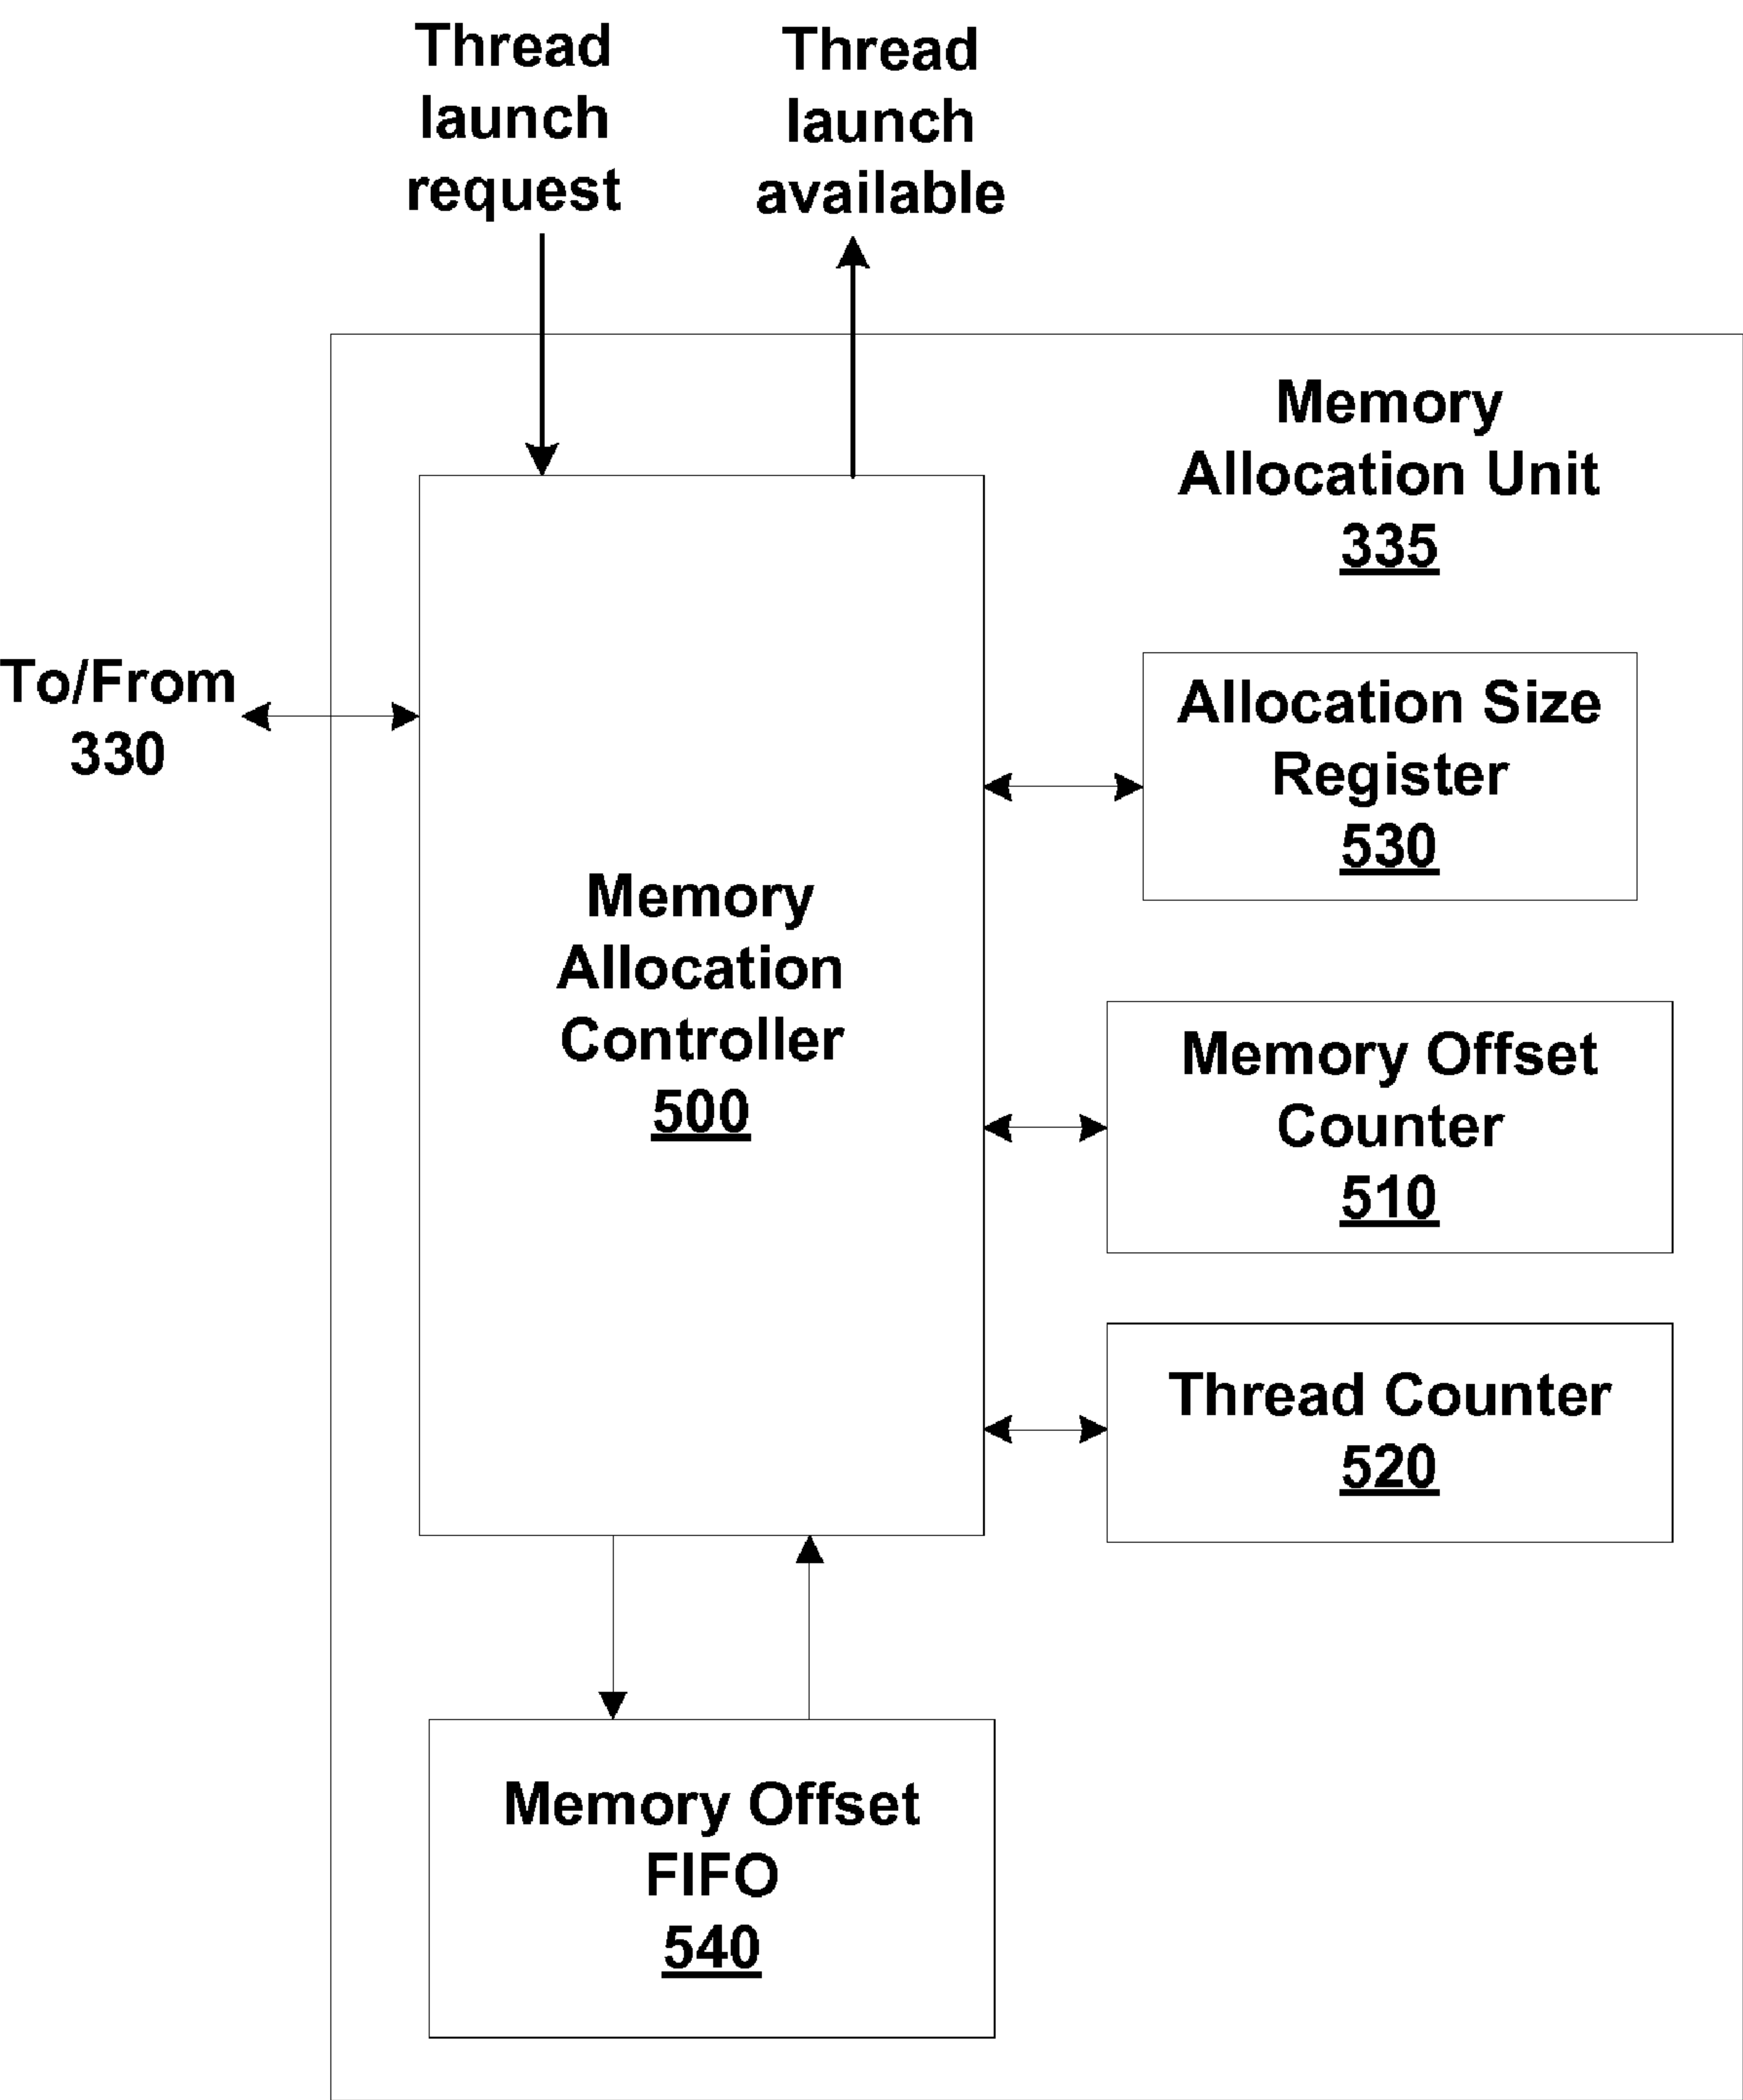 Thread
launch
request
Thread
launch
available
Memory
Allocation Unit
335
To/From
330
Allocation Size
Register
530
Memory
Allocation
Controller
500
Memory Offset
Counter
510
Thread Counter
520
Memory Offset
FIFO
540